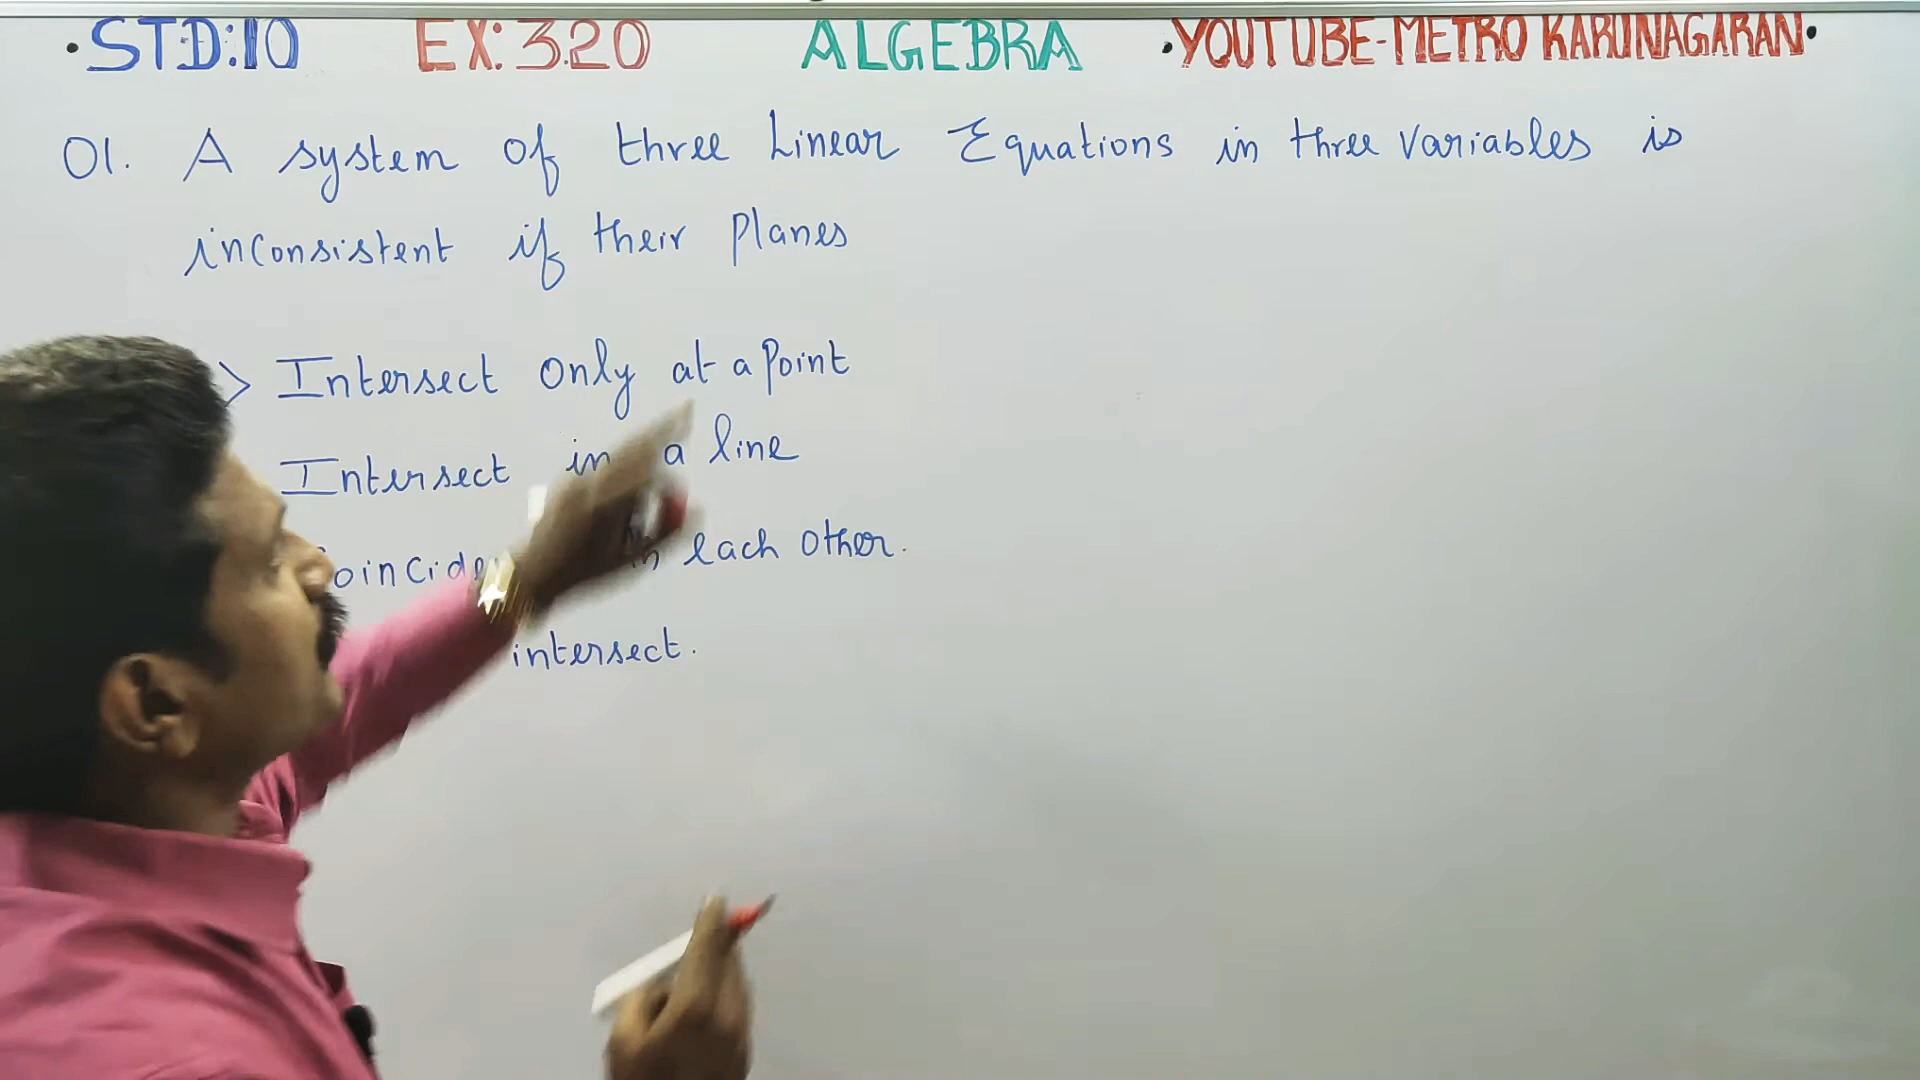 •STD:10 EX:3.20 ALGEBRA •YOUTUBE-METRO KARUNAGARAN•
01. A system of three Linear Equations in three variables is
inconsistent if their Planes
> Intersect only at a Point
Intersect in a line
each other.
intersect.